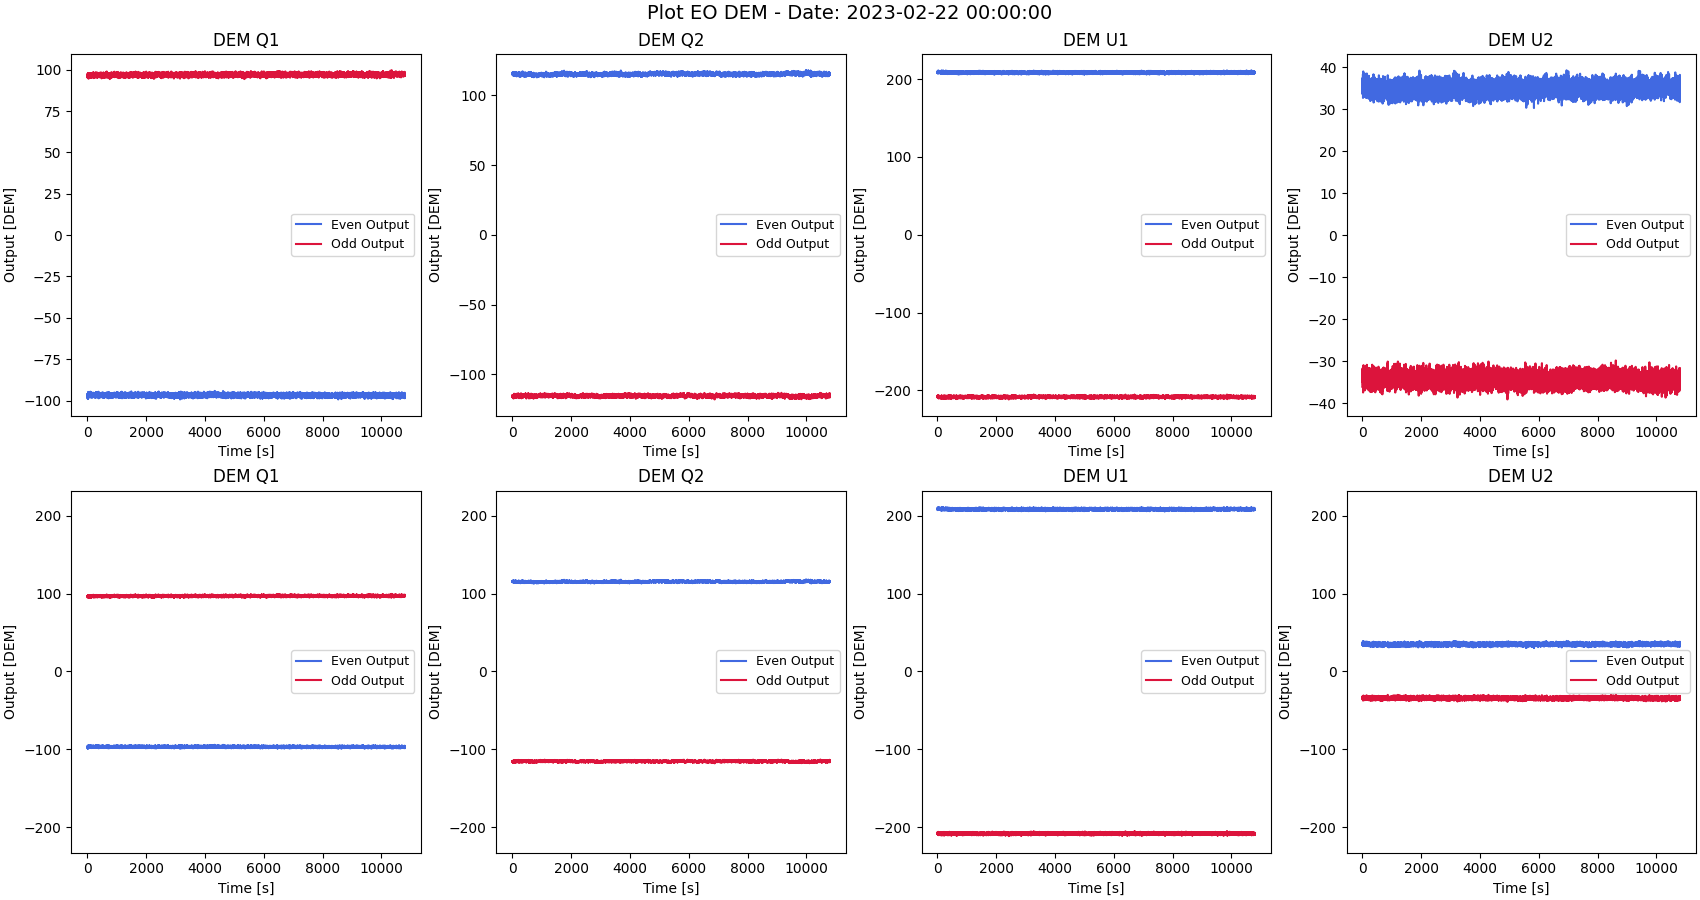 Plot EO DEM - Date: 2023-02-22 00:00:00
DEM Q1
Output [DEM]
100
75
50
25
0
−25
−50
−75
−100
Even Output
Odd Output
0 2000 4000 6000 8000 10000
Time [s]
DEM Q2
Output [DEM]
100
50
0
−50
−100
Even Output
Odd Output
0 2000 4000 6000 8000 10000
Time [s]
DEM U1
Output [DEM]
200
100
0
−100
−200
Even Output
Odd Output
0 2000 4000 6000 8000 10000
Time [s]
DEM U2
Output [DEM]
40
30
20
10
0
−10
−20
−30
−40
Even Output
Odd Output
0 2000 4000 6000 8000 10000
Time [s]
DEM Q1
Output [DEM]
200
100
0
−100
−200
Even Output
Odd Output
0 2000 4000 6000 8000 10000
Time [s]
DEM Q2
Output [DEM]
200
100
0
−100
−200
Even Output
Odd Output
0 2000 4000 6000 8000 10000
Time [s]
DEM U1
Output [DEM]
200
100
0
−100
−200
Even Output
Odd Output
0 2000 4000 6000 8000 10000
Time [s]
DEM U2
Output [DEM]
200
100
0
−100
−200
Even Output
Odd Output
0 2000 4000 6000 8000 10000
Time [s]